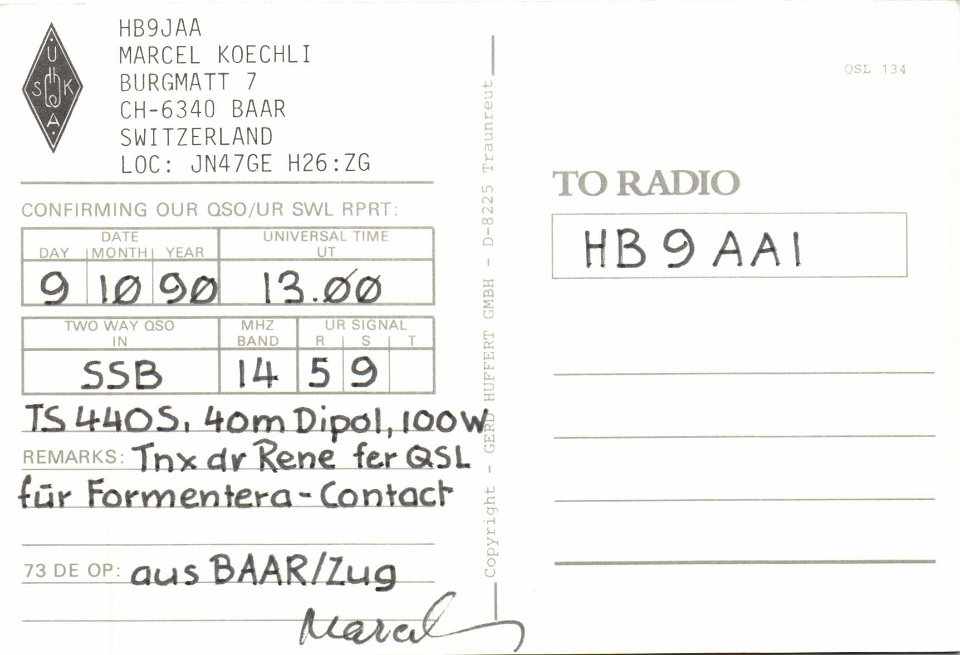 U
S K
A
HB9JAA
MARCEL KOECHLI
BURGMATT 7
CH-6340 BAAR
SWITZERLAND
LOC: JN47GE H26:ZG
CONFIRMING OUR QSO/UR SWL RPRT:
DATE UNIVERSAL TIME
DAY MONTH YEAR UT
9 10 90 13.00
TWO WAY QSO MHZ UR SIGNAL
IN BAND R S T
SSB 14 5 9
TS 440S, 40m Dipol, 100W
REMARKS: Tnx dr Rene fer QSL
für Formentera-Contact
73 DE OP: aus BAAR/Zug
Marcel
Copyright - GERD HUFFERT GMBH - D-8225 Traunreut
QSL 134
TO RADIO
HB9AAI